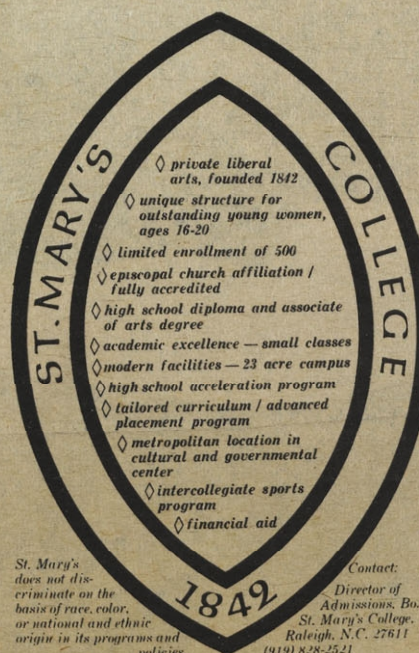 ST. MARY'S
COLLEGE
◊ private liberal
arts, founded 1842
◊ unique structure for
outstanding young women,
ages 16-20
◊ limited enrollment of 500
◊ episcopal church affiliation /
fully accredited
◊ high school diploma and associate
of arts degree
◊ academic excellence — small classes
◊ modern facilities — 23 acre campus
◊ high school acceleration program
◊ tailored curriculum / advanced
placement program
◊ metropolitan location in
cultural and governmental
center
◊ intercollegiate sports
program
◊ financial aid
1842
St. Mary's
does not dis-
criminate on the
basis of race, color,
or national and ethnic
origin in its programs and
policies
Contact:
Director of
Admissions, Bo
St. Mary's College,
Raleigh, N.C. 27611
(919) 828-2521